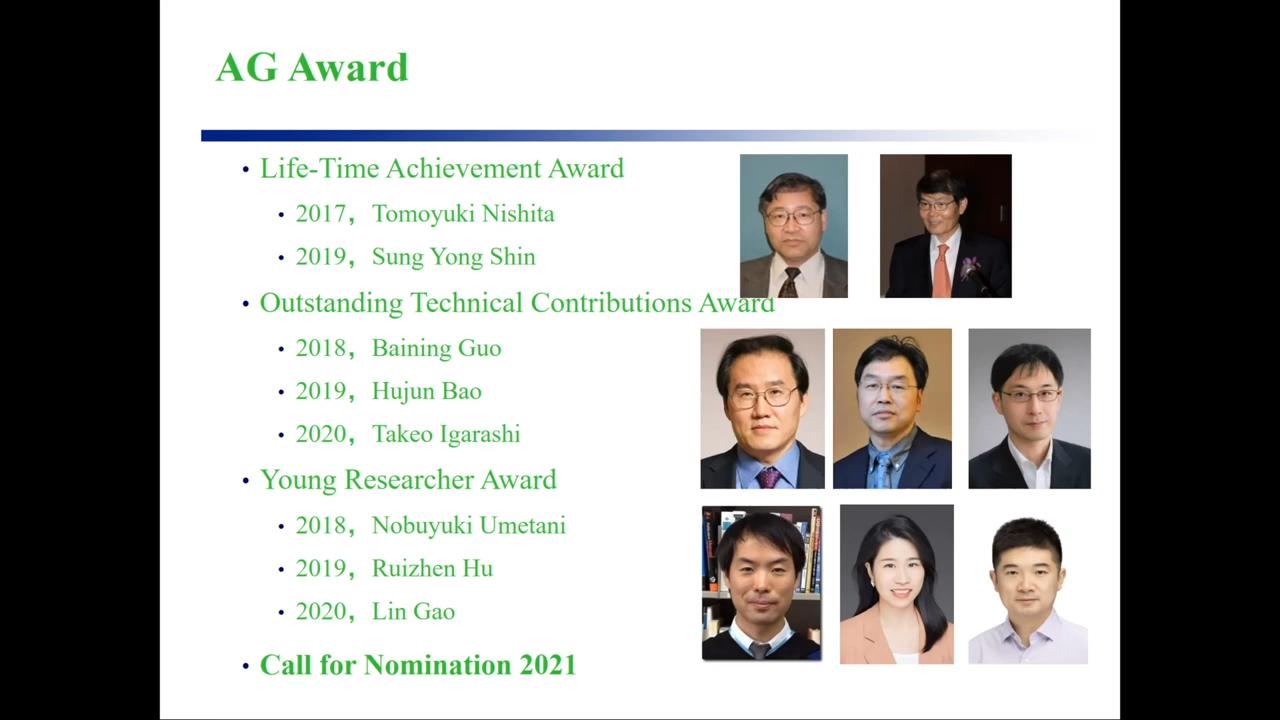 AG Award
Life-Time Achievement Award
2017，Tomoyuki Nishita
2019，Sung Yong Shin
Outstanding Technical Contributions Award
2018，Baining Guo
2019，Hujun Bao
2020，Takeo Igarashi
Young Researcher Award
2018，Nobuyuki Umetani
2019，Ruizhen Hu
2020，Lin Gao
Call for Nomination 2021